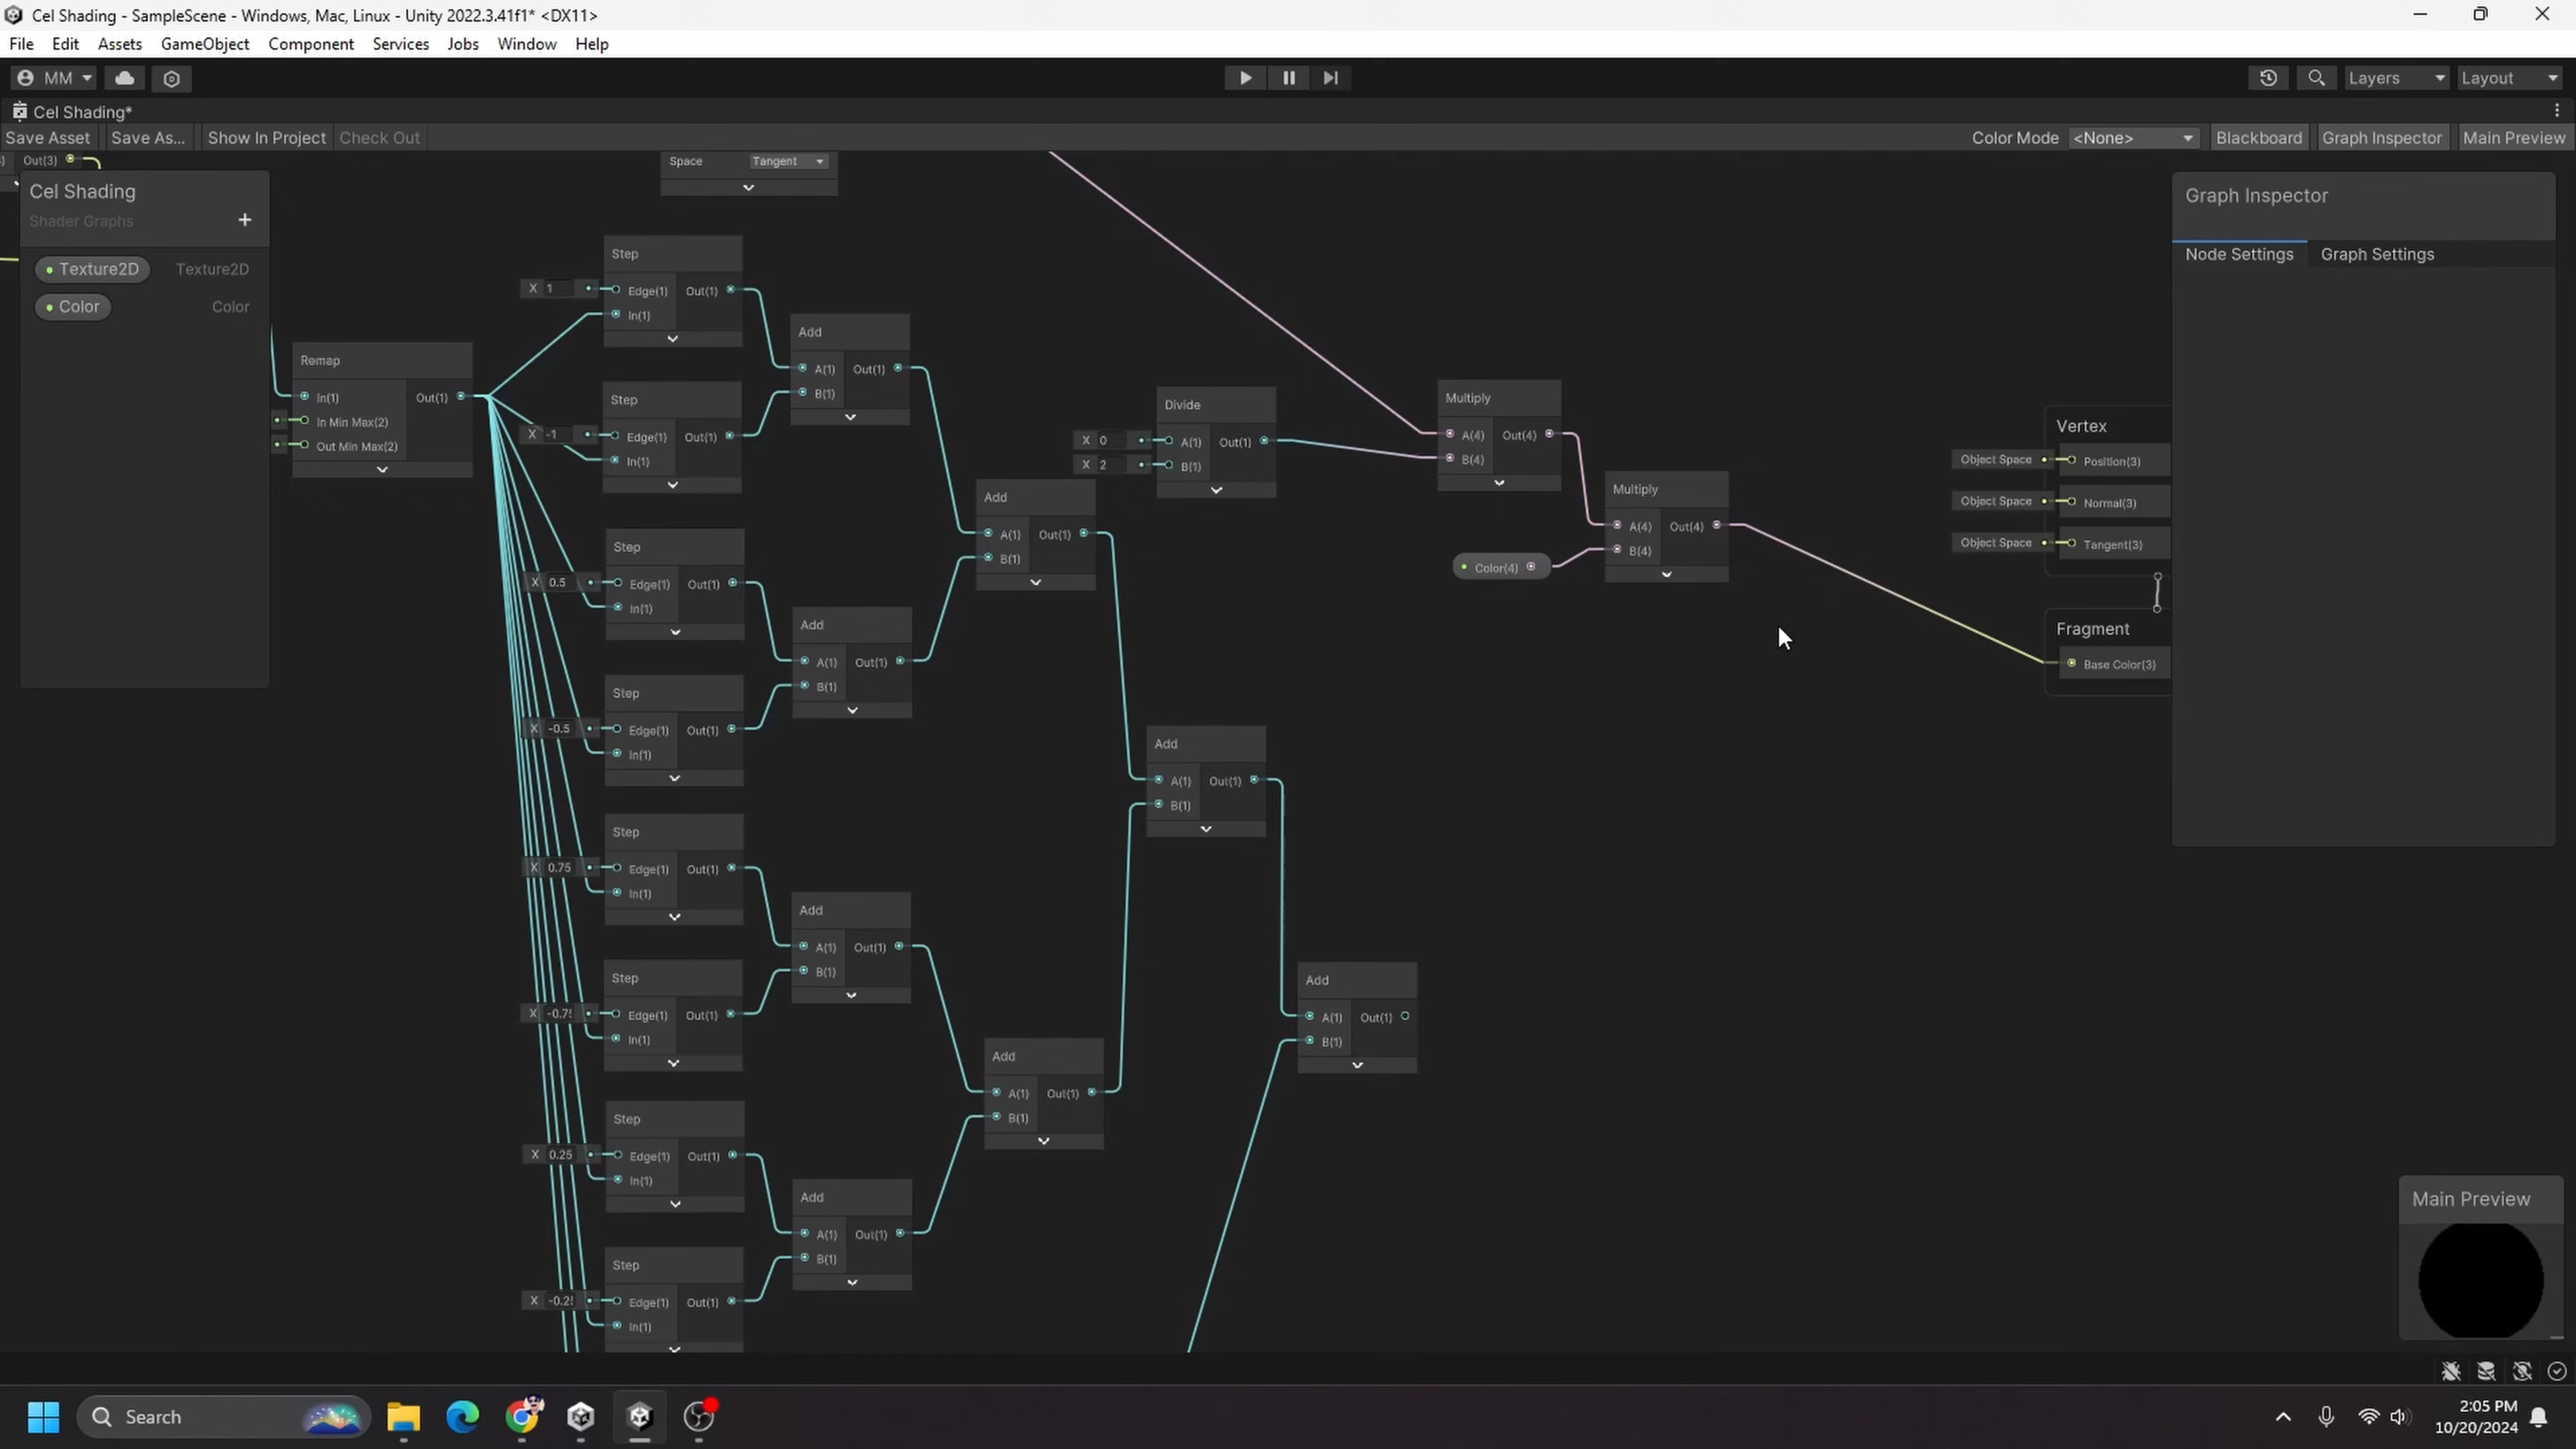 Cel Shading - SampleScene - Windows, Mac, Linux - Unity 2022.3.41f1* <DX11>
File Edit Assets GameObject Component Services Jobs Window Help
MM Layers Layout
Cel Shading*
Save Asset Save As... Show In Project Check Out Color Mode <None> Blackboard Graph Inspector Main Preview
Out(3)
Space Tangent
Cel Shading
Shader Graphs
+
Texture2D Texture2D
Color Color
Graph Inspector
Node Settings Graph Settings
Remap
In(1) Out(1)
In Min Max(2)
Out Min Max(2)
Step
X 1 Edge(1) Out(1)
In(1)
Step
X -1 Edge(1) Out(1)
In(1)
Step
X 0.5 Edge(1) Out(1)
In(1)
Step
X -0.5 Edge(1) Out(1)
In(1)
Step
X 0.75 Edge(1) Out(1)
In(1)
Step
X -0.7 Edge(1) Out(1)
In(1)
Step
X 0.25 Edge(1) Out(1)
In(1)
Step
X -0.2 Edge(1) Out(1)
In(1)
Add
A(1) Out(1)
B(1)
Add
A(1) Out(1)
B(1)
Add
A(1) Out(1)
B(1)
Add
A(1) Out(1)
B(1)
Add
A(1) Out(1)
B(1)
Add
A(1) Out(1)
B(1)
Add
A(1) Out(1)
B(1)
Add
A(1) Out(1)
B(1)
Divide
X 0 A(1) Out(1)
X 2 B(1)
Multiply
A(4) Out(4)
B(4)
Multiply
A(4) Out(4)
B(4)
Color(4)
Vertex
Object Space Position(3)
Object Space Normal(3)
Object Space Tangent(3)
Fragment
Base Color(3)
Main Preview
Search
2:05 PM
10/20/2024